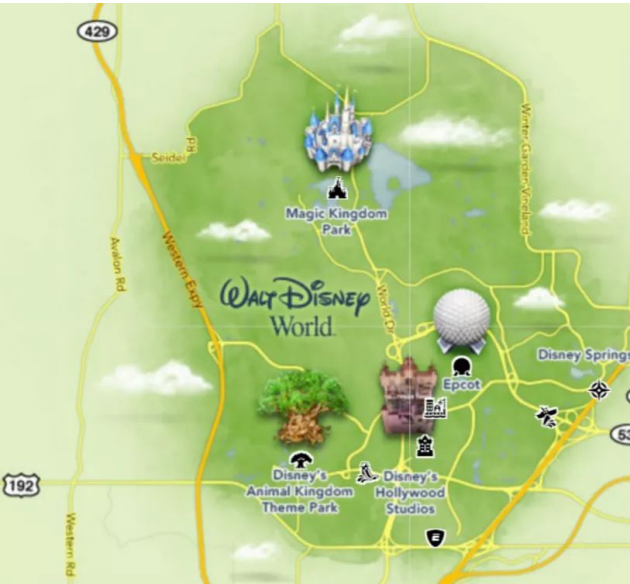 429
Seidel Rd
Winter Garden Vineland
Magic Kingdom
Park
Avalon Rd
Western Expy
World Dr
WALT DISNEY
World
Disney Springs
Epcot
53
Disney's
Animal Kingdom
Theme Park
Disney's
Hollywood
Studios
192
Western Rd
E